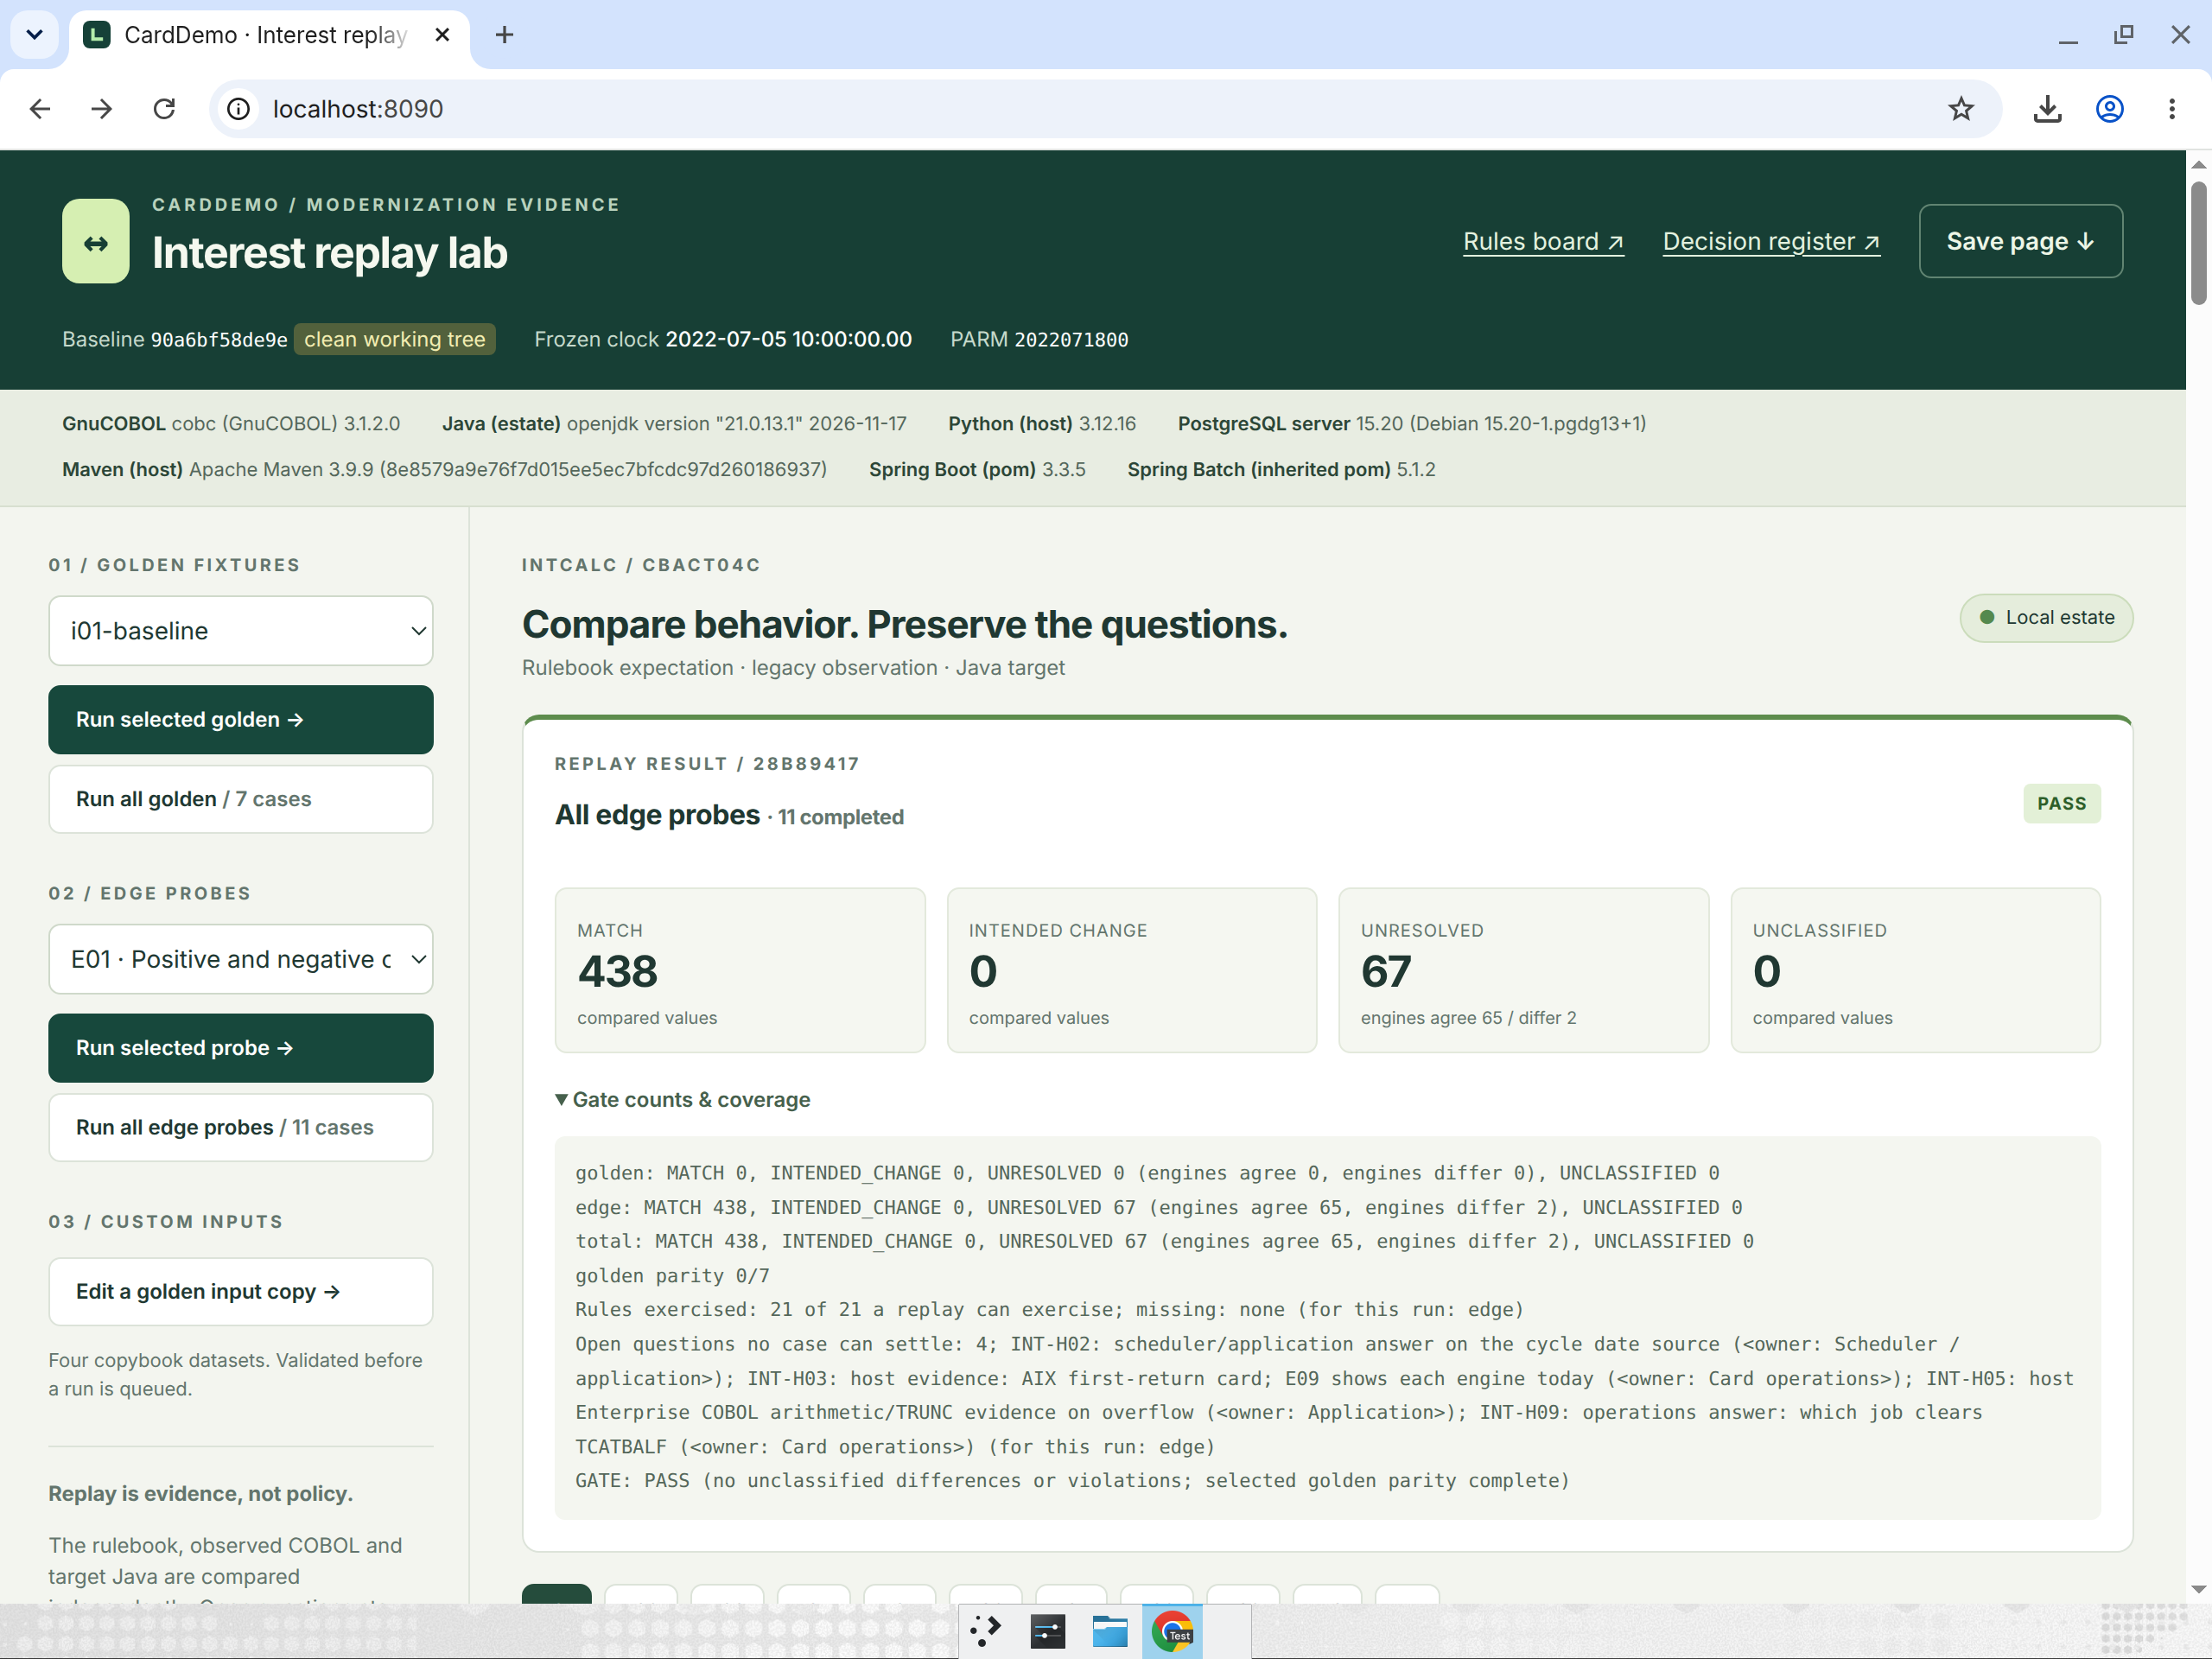 CardDemo · Interest replay
localhost:8090
CARDDEMO / MODERNIZATION EVIDENCE
Interest replay lab
Rules board ↗
Decision register ↗
Save page ↓
Baseline 90a6bf58de9e clean working tree
Frozen clock 2022-07-05 10:00:00.00
PARM 2022071800
GnuCOBOL cobc (GnuCOBOL) 3.1.2.0
Java (estate) openjdk version "21.0.13.1" 2026-11-17
Python (host) 3.12.16
PostgreSQL server 15.20 (Debian 15.20-1.pgdg13+1)
Maven (host) Apache Maven 3.9.9 (8e8579a9e76f7d015ee5ec7bfcdc97d260186937)
Spring Boot (pom) 3.3.5
Spring Batch (inherited pom) 5.1.2
01 / GOLDEN FIXTURES
i01-baseline
Run selected golden →
Run all golden / 7 cases
02 / EDGE PROBES
E01 · Positive and negative c
Run selected probe →
Run all edge probes / 11 cases
03 / CUSTOM INPUTS
Edit a golden input copy →
Four copybook datasets. Validated before
a run is queued.
Replay is evidence, not policy.
The rulebook, observed COBOL and
target Java are compared
INTCALC / CBACT04C
Compare behavior. Preserve the questions.
Rulebook expectation · legacy observation · Java target
Local estate
REPLAY RESULT / 28B89417
All edge probes · 11 completed
PASS
MATCH
438
compared values
INTENDED CHANGE
0
compared values
UNRESOLVED
67
engines agree 65 / differ 2
UNCLASSIFIED
0
compared values
▼ Gate counts & coverage
golden: MATCH 0, INTENDED_CHANGE 0, UNRESOLVED 0 (engines agree 0, engines differ 0), UNCLASSIFIED 0
edge: MATCH 438, INTENDED_CHANGE 0, UNRESOLVED 67 (engines agree 65, engines differ 2), UNCLASSIFIED 0
total: MATCH 438, INTENDED_CHANGE 0, UNRESOLVED 67 (engines agree 65, engines differ 2), UNCLASSIFIED 0
golden parity 0/7
Rules exercised: 21 of 21 a replay can exercise; missing: none (for this run: edge)
Open questions no case can settle: 4; INT-H02: scheduler/application answer on the cycle date source (<owner: Scheduler /
application>); INT-H03: host evidence: AIX first-return card; E09 shows each engine today (<owner: Card operations>); INT-H05: host
Enterprise COBOL arithmetic/TRUNC evidence on overflow (<owner: Application>); INT-H09: operations answer: which job clears
TCATBALF (<owner: Card operations>) (for this run: edge)
GATE: PASS (no unclassified differences or violations; selected golden parity complete)
Test